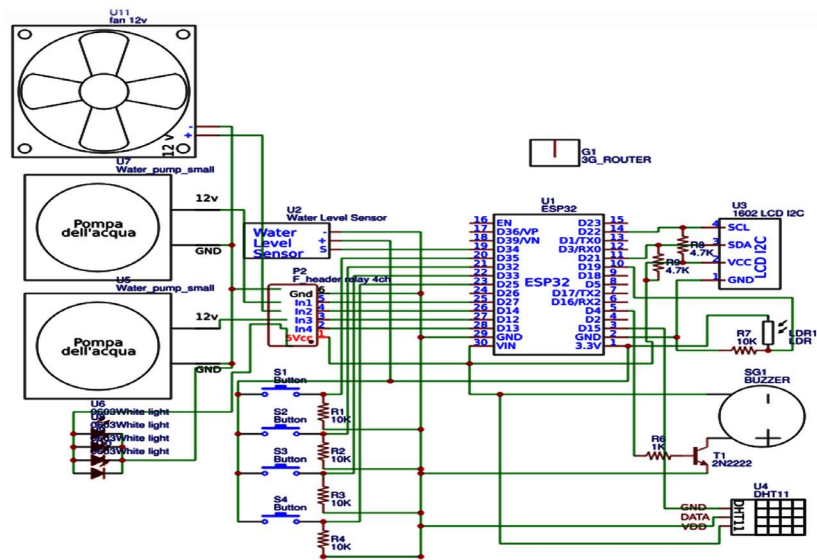 U11
fan 12v
-
+
12 v
U7
Water_pump_small
Pompa
dell'acqua
12v
GND
U5
Water_pump_small
Pompa
dell'acqua
12v
GND
U6
0603White light
0603White light
0603White light
0603White light
U2
Water Level Sensor
Water
Level
Sensor
-
+
S
P2
F_header relay 4ch
Gnd
In1
In2
In3
In4
5Vcc
6
5
4
3
2
1
S1
Button
S2
Button
S3
Button
S4
Button
R1
10K
R2
10K
R3
10K
R4
10K
G1
3G_ROUTER
U1
ESP32
ESP32
16 EN
17 D36/VP
18 D39/VN
19 D34
20 D35
21 D32
22 D33
23 D25
24 D26
25 D27
26 D14
27 D12
28 D13
29 GND
30 VIN
D23 15
D22 14
D1/TX0 13
D3/RX0 12
D21 11
D19 10
D18 9
D5 8
D17/TX2 7
D16/RX2 6
D4 5
D2 4
D15 3
GND 2
3.3V 1
U3
1602 LCD I2C
4 SCL
3 SDA
2 VCC
1 GND
LCD I2C
R8
4.7K
R9
4.7K
R7
10K
LDR1
LDR
SG1
BUZZER
-
+
R6
1K
T1
2N2222
U4
DHT11
GND
DATA
VDD
DHT11